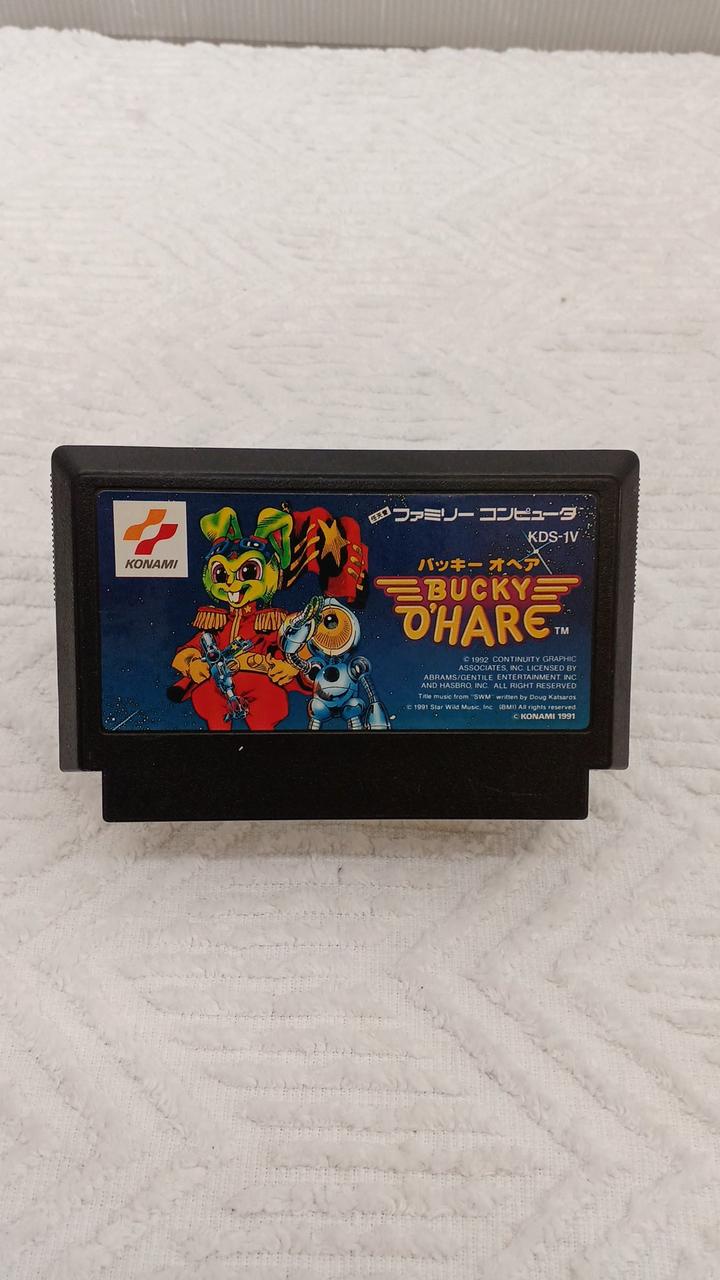 KONAMI
ファミリー コンピュータ
KDS-1V
バッキー オヘア
BUCKY
O'HARE TM
© 1992 CONTINUITY GRAPHIC
ASSOCIATES, INC. LICENSED BY
ABRAMS/GENTILE ENTERTAINMENT INC
AND HASBRO, INC. ALL RIGHT RESERVED
Title music from "SWM" written by Doug Katsaros
© 1991 Star Wild Music, Inc. (BMI) All rights reserved
© KONAMI 1991